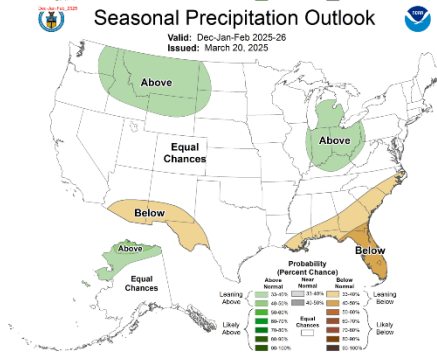 Dec-Jan-Feb_2025
Seasonal Precipitation Outlook
Valid: Dec-Jan-Feb 2025-26
Issued: March 20, 2025
Above
Equal
Chances
Above
Below
Below
Above
Equal
Chances
Probability
(Percent Chance)
Above
Normal
Near
Normal
Below
Normal
Leaning
Above
33-40%
40-50%
33-40%
40-50%
33-40%
40-50%
Leaning
Below
Likely
Above
50-60%
60-70%
70-80%
80-90%
90-100%
Equal
Chances
50-60%
60-70%
70-80%
80-90%
90-100%
Likely
Below